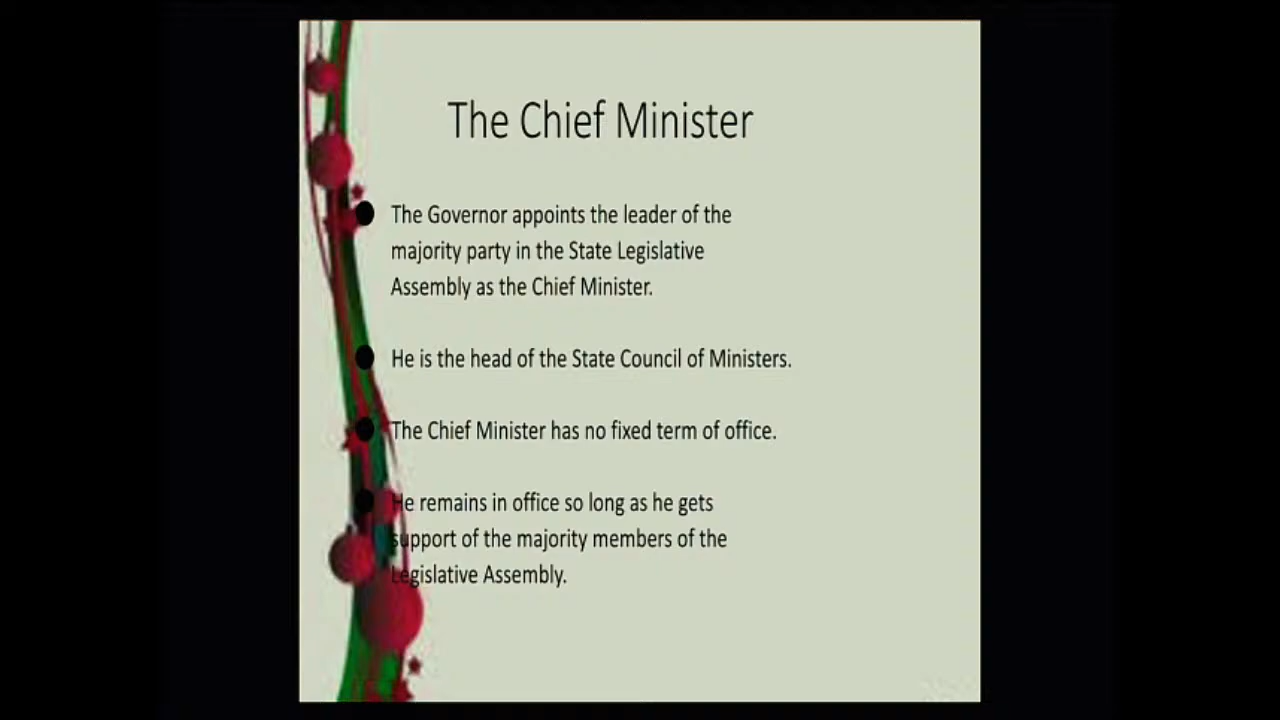 The Chief Minister
The Governor appoints the leader of the
majority party in the State Legislative
Assembly as the Chief Minister.
He is the head of the State Council of Ministers.
The Chief Minister has no fixed term of office.
He remains in office so long as he gets
support of the majority members of the
Legislative Assembly.